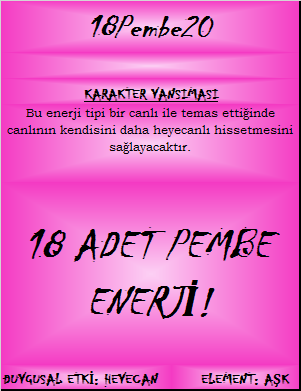 18Pembe20
KARAKTER YANSIMASI
Bu enerji tipi bir canlı ile temas ettiğinde
canlının kendisini daha heyecanlı hissetmesini
sağlayacaktır.
18 ADET PEMBE
ENERJİ!
DUYGUSAL ETKİ: HEYECAN ELEMENT: AŞK